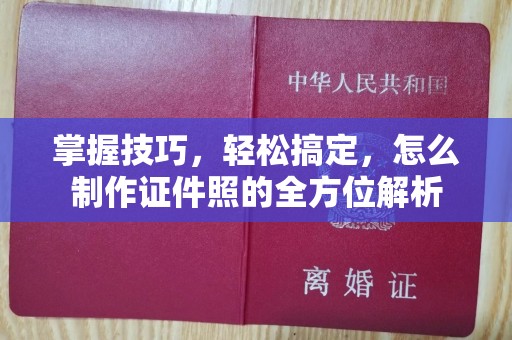 中华人民共和国
掌握技巧，轻松搞定，怎么
制作证件照的全方位解析
离婚证